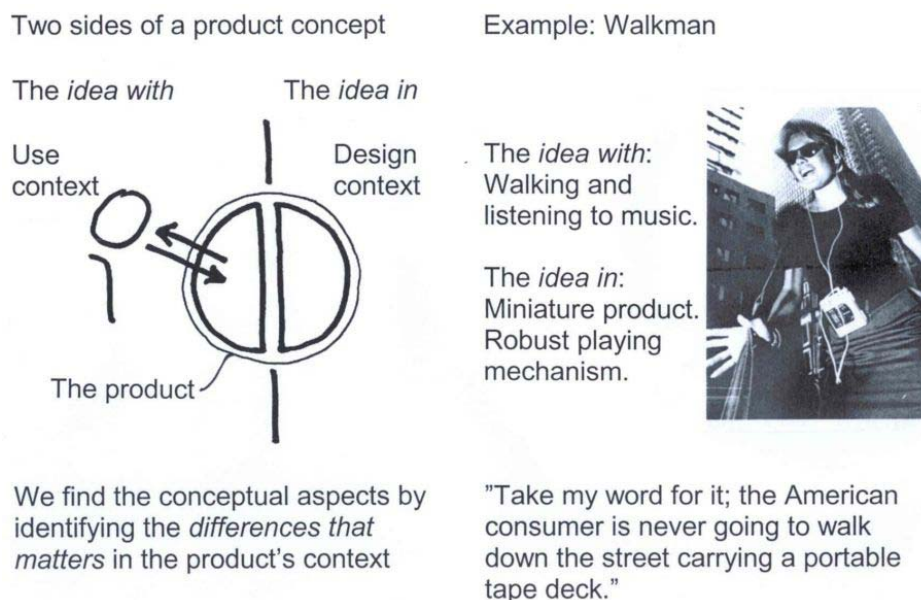 Two sides of a product concept
The idea with
The idea in
Use
context
Design
context
The product
We find the conceptual aspects by
identifying the differences that
matters in the product's context
Example: Walkman
The idea with:
Walking and
listening to music.
The idea in:
Miniature product.
Robust playing
mechanism.
"Take my word for it; the American
consumer is never going to walk
down the street carrying a portable
tape deck."